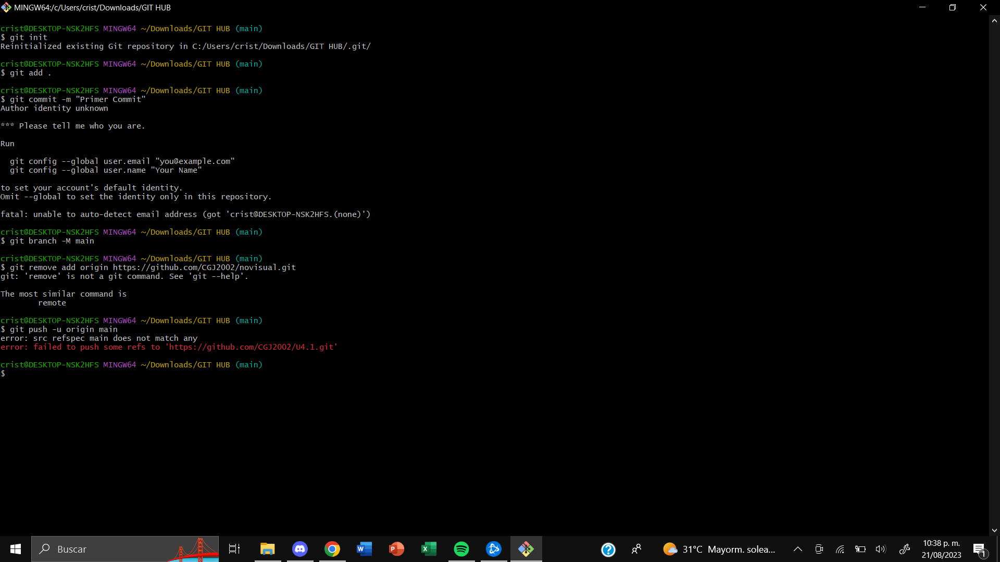 MINGW64:/c/Users/crist/Downloads/GIT HUB
crist@DESKTOP-NSK2HFS MINGW64 ~/Downloads/GIT HUB (main)
$ git init
Reinitialized existing Git repository in C:/Users/crist/Downloads/GIT HUB/.git/
crist@DESKTOP-NSK2HFS MINGW64 ~/Downloads/GIT HUB (main)
$ git add .
crist@DESKTOP-NSK2HFS MINGW64 ~/Downloads/GIT HUB (main)
$ git commit -m "Primer Commit"
Author identity unknown
*** Please tell me who you are.
Run
git config --global user.email "you@example.com"
git config --global user.name "Your Name"
to set your account's default identity.
Omit --global to set the identity only in this repository.
fatal: unable to auto-detect email address (got 'crist@DESKTOP-NSK2HFS.(none)')
crist@DESKTOP-NSK2HFS MINGW64 ~/Downloads/GIT HUB (main)
$ git branch -M main
crist@DESKTOP-NSK2HFS MINGW64 ~/Downloads/GIT HUB (main)
$ git remove add origin https://github.com/CGJ2002/novisual.git
git: 'remove' is not a git command. See 'git --help'.
The most similar command is
remote
crist@DESKTOP-NSK2HFS MINGW64 ~/Downloads/GIT HUB (main)
$ git push -u origin main
error: src refspec main does not match any
error: failed to push some refs to 'https://github.com/CGJ2002/U4.1.git'
crist@DESKTOP-NSK2HFS MINGW64 ~/Downloads/GIT HUB (main)
$
Buscar
31°C Mayorm. solea...
10:38 p. m.
21/08/2023
1